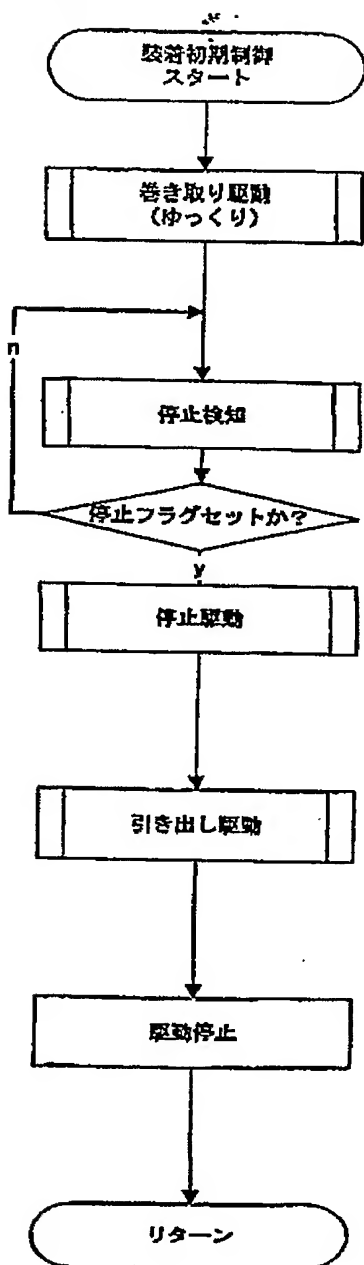 装着初期制御
スタート
巻き取り駆動
(ゆっくり)
n
停止検知
停止フラグセットか?
y
停止駆動
引き出し駆動
駆動停止
リターン